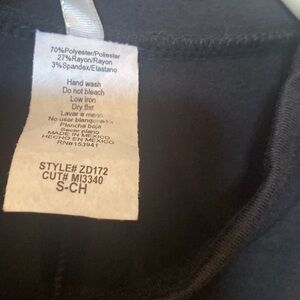 70%Polyester/Poliester
27%Rayon/Rayon
3%Spandex/Elastano
Hand wash
Do not bleach
Low iron
Dry flat
Lavar a mano
No usar blanqueador
Plancha baja
Secar plano
MADE IN MEXICO
HECHO EN MEXICO
RN#153941
STYLE# ZD172
CUT# MI3340
S-CH